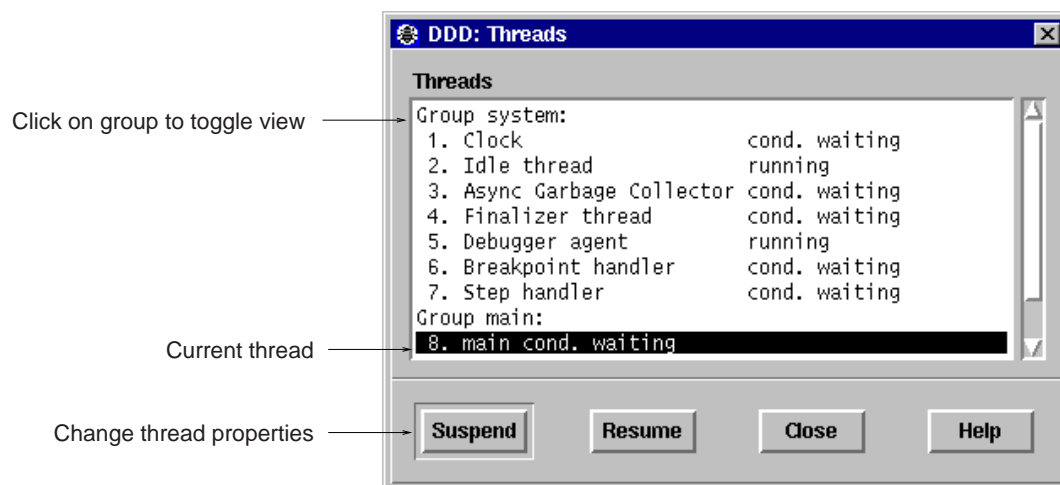 DDD: Threads
Threads
Click on group to toggle view
Group system:
1. Clock cond. waiting
2. Idle thread running
3. Async Garbage Collector cond. waiting
4. Finalizer thread cond. waiting
5. Debugger agent running
6. Breakpoint handler cond. waiting
7. Step handler cond. waiting
Group main:
Current thread
8. main cond. waiting
Change thread properties
Suspend Resume Close Help